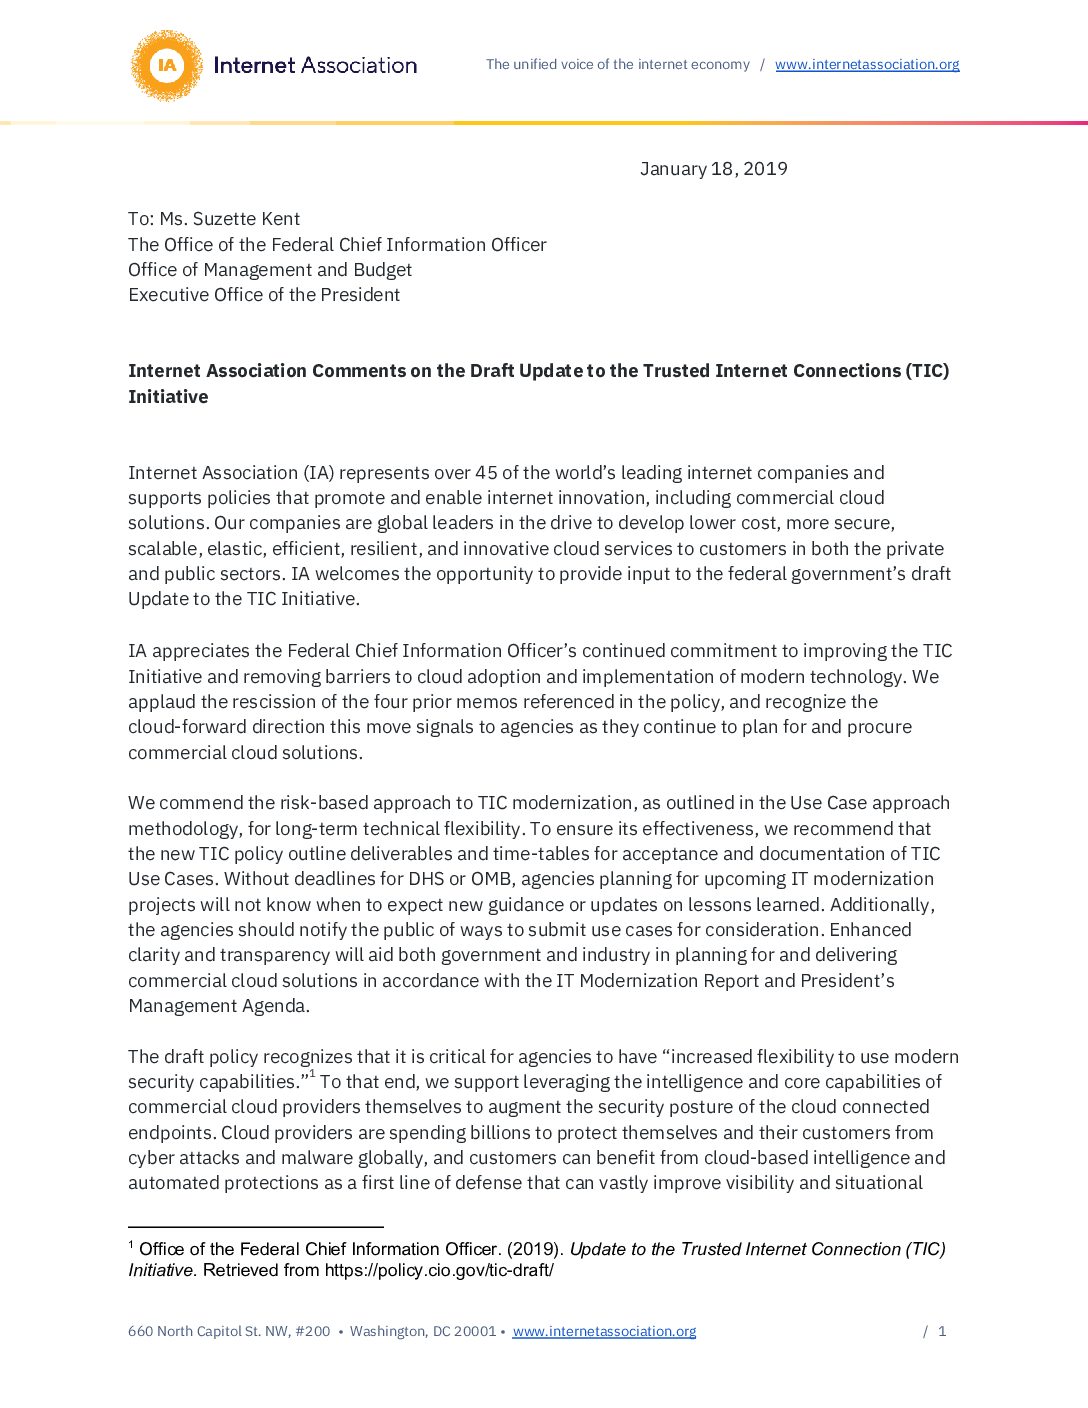 IA Internet Association
The unified voice of the internet economy / www.internetassociation.org
January 18, 2019
To: Ms. Suzette Kent
The Office of the Federal Chief Information Officer
Office of Management and Budget
Executive Office of the President
Internet Association Comments on the Draft Update to the Trusted Internet Connections (TIC)
Initiative
Internet Association (IA) represents over 45 of the world’s leading internet companies and
supports policies that promote and enable internet innovation, including commercial cloud
solutions. Our companies are global leaders in the drive to develop lower cost, more secure,
scalable, elastic, efficient, resilient, and innovative cloud services to customers in both the private
and public sectors. IA welcomes the opportunity to provide input to the federal government’s draft
Update to the TIC Initiative.
IA appreciates the Federal Chief Information Officer’s continued commitment to improving the TIC
Initiative and removing barriers to cloud adoption and implementation of modern technology. We
applaud the rescission of the four prior memos referenced in the policy, and recognize the
cloud-forward direction this move signals to agencies as they continue to plan for and procure
commercial cloud solutions.
We commend the risk-based approach to TIC modernization, as outlined in the Use Case approach
methodology, for long-term technical flexibility. To ensure its effectiveness, we recommend that
the new TIC policy outline deliverables and time-tables for acceptance and documentation of TIC
Use Cases. Without deadlines for DHS or OMB, agencies planning for upcoming IT modernization
projects will not know when to expect new guidance or updates on lessons learned. Additionally,
the agencies should notify the public of ways to submit use cases for consideration. Enhanced
clarity and transparency will aid both government and industry in planning for and delivering
commercial cloud solutions in accordance with the IT Modernization Report and President’s
Management Agenda.
The draft policy recognizes that it is critical for agencies to have “increased flexibility to use modern
security capabilities.”1 To that end, we support leveraging the intelligence and core capabilities of
commercial cloud providers themselves to augment the security posture of the cloud connected
endpoints. Cloud providers are spending billions to protect themselves and their customers from
cyber attacks and malware globally, and customers can benefit from cloud-based intelligence and
automated protections as a first line of defense that can vastly improve visibility and situational
1 Office of the Federal Chief Information Officer. (2019). Update to the Trusted Internet Connection (TIC)
Initiative. Retrieved from https://policy.cio.gov/tic-draft/
660 North Capitol St. NW, #200 • Washington, DC 20001 • www.internetassociation.org / 1